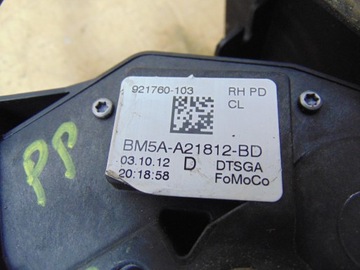 921760-103 RH PD
CL
BM5A-A21812-BD
03.10.12 D DTSGA
20:18:58 FoMoCo
PP